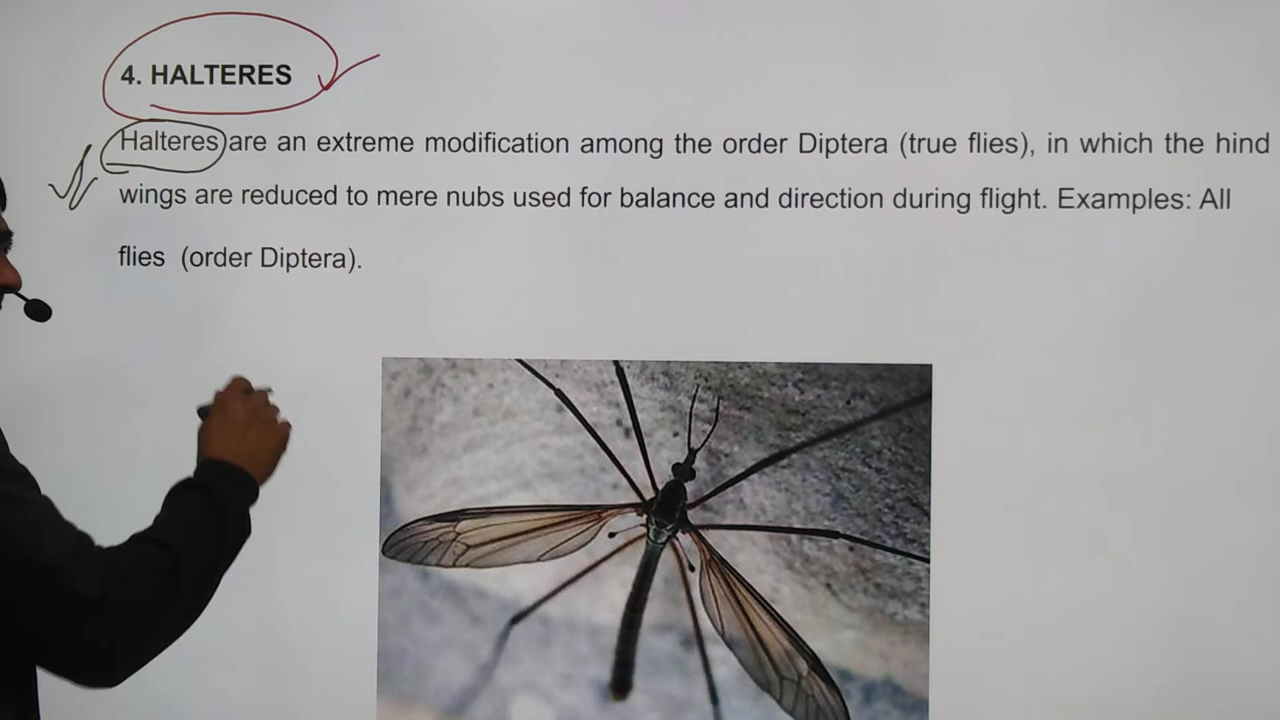 4. HALTERES
Halteres are an extreme modification among the order Diptera (true flies), in which the hind
wings are reduced to mere nubs used for balance and direction during flight. Examples: All
flies (order Diptera).